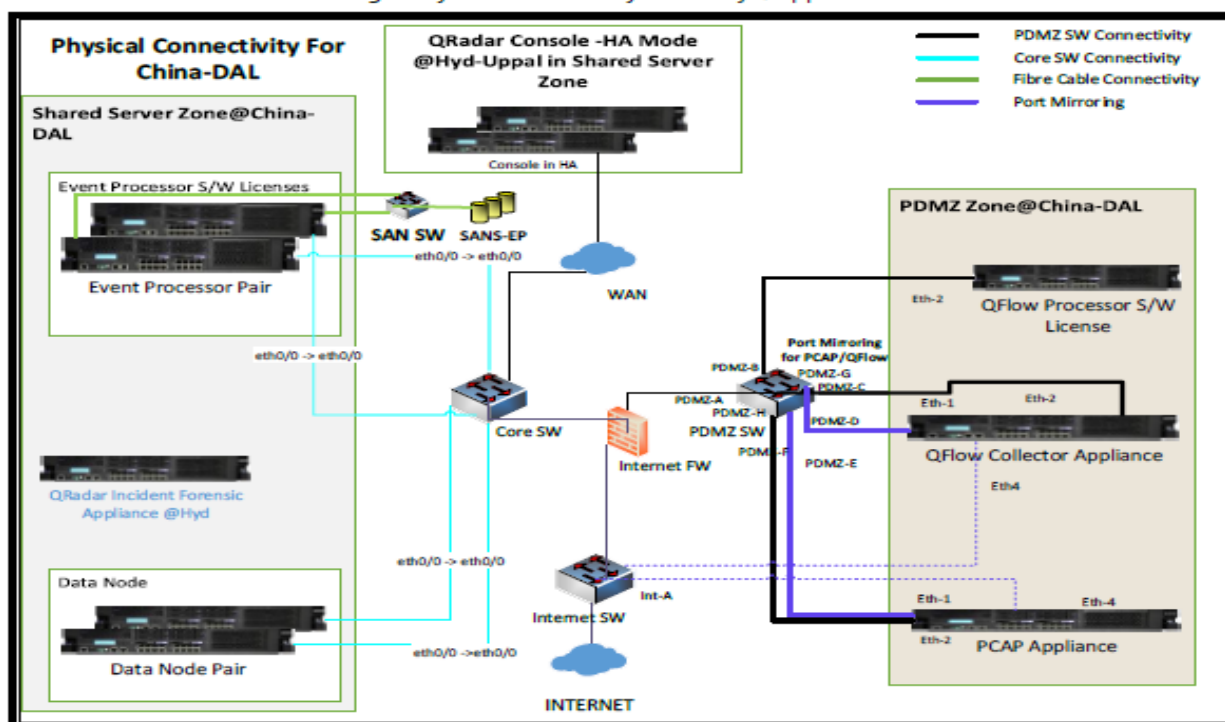 Physical Connectivity For
China-DAL
QRadar Console -HA Mode
@Hyd-Uppal in Shared Server
Zone
Console in HA
PDMZ SW Connectivity
Core SW Connectivity
Fibre Cable Connectivity
Port Mirroring
Shared Server Zone@China-
DAL
Event Processor S/W Licenses
Event Processor Pair
SAN SW
SANS-EP
eth0/0 -> eth0/0
WAN
eth0/0 -> eth0/0
Core SW
Internet FW
PDMZ Zone@China-DAL
Eth-2
QFlow Processor S/W
License
Port Mirroring
for PCAP/QFlow
PDMZ-B
PDMZ-G
PDMZ-C
PDMZ-A
PDMZ-H
PDMZ SW
PDMZ-F
PDMZ-D
PDMZ-E
Eth-1
Eth-2
QFlow Collector Appliance
Eth4
QRadar Incident Forensic
Appliance @Hyd
eth0/0 -> eth0/0
Int-A
Internet SW
Eth-1
Eth-4
Eth-2
PCAP Appliance
Data Node
Data Node Pair
eth0/0 ->eth0/0
INTERNET